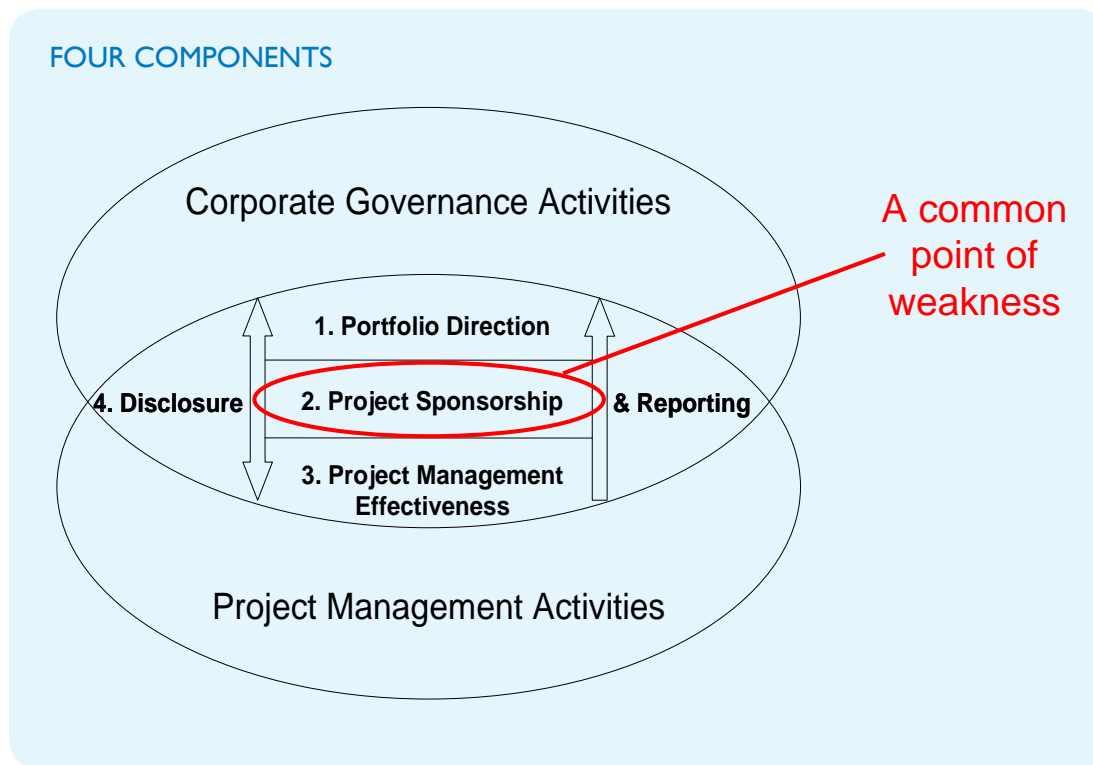 FOUR COMPONENTS
Corporate Governance Activities
A common
point of
weakness
1. Portfolio Direction
4. Disclosure
2. Project Sponsorship
& Reporting
3. Project Management
Effectiveness
Project Management Activities